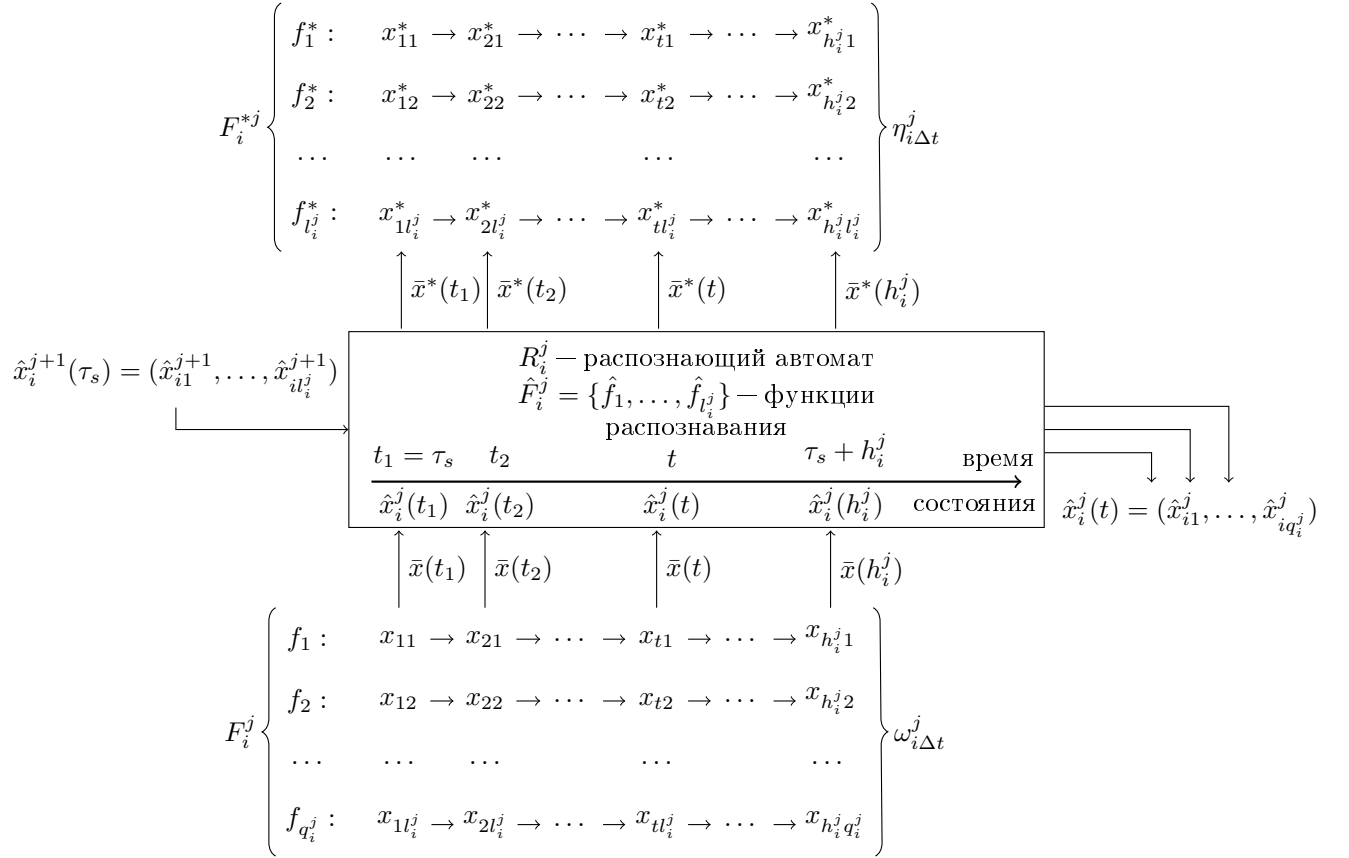 f_1^* : x_{11}^* → x_{21}^* → ⋯ → x_{t1}^* → ⋯ → x_{h_i^j 1}^*
f_2^* : x_{12}^* → x_{22}^* → ⋯ → x_{t2}^* → ⋯ → x_{h_i^j 2}^*
F_i^{*j} η_{iΔt}^j
⋯ ⋯ ⋯ ⋯ ⋯
f_{l_i^j}^* : x_{1l_i^j}^* → x_{2l_i^j}^* → ⋯ → x_{tl_i^j}^* → ⋯ → x_{h_i^j l_i^j}^*
x̄^*(t_1) x̄^*(t_2) x̄^*(t) x̄^*(h_i^j)
x̂_i^{j+1}(τ_s) = (x̂_{i1}^{j+1}, …, x̂_{il_i^j}^{j+1})
R_i^j – распознающий автомат
F̂_i^j = {f̂_1, …, f̂_{l_i^j}} – функции
распознавания
t_1 = τ_s t_2 t τ_s + h_i^j время
x̂_i^j(t_1) x̂_i^j(t_2) x̂_i^j(t) x̂_i^j(h_i^j) состояния
x̂_i^j(t) = (x̂_{i1}^j, …, x̂_{iq_i^j}^j)
x̄(t_1) x̄(t_2) x̄(t) x̄(h_i^j)
f_1 : x_{11} → x_{21} → ⋯ → x_{t1} → ⋯ → x_{h_i^j 1}
f_2 : x_{12} → x_{22} → ⋯ → x_{t2} → ⋯ → x_{h_i^j 2}
F_i^j ω_{iΔt}^j
⋯ ⋯ ⋯ ⋯ ⋯
f_{q_i^j} : x_{1l_i^j} → x_{2l_i^j} → ⋯ → x_{tl_i^j} → ⋯ → x_{h_i^j q_i^j}